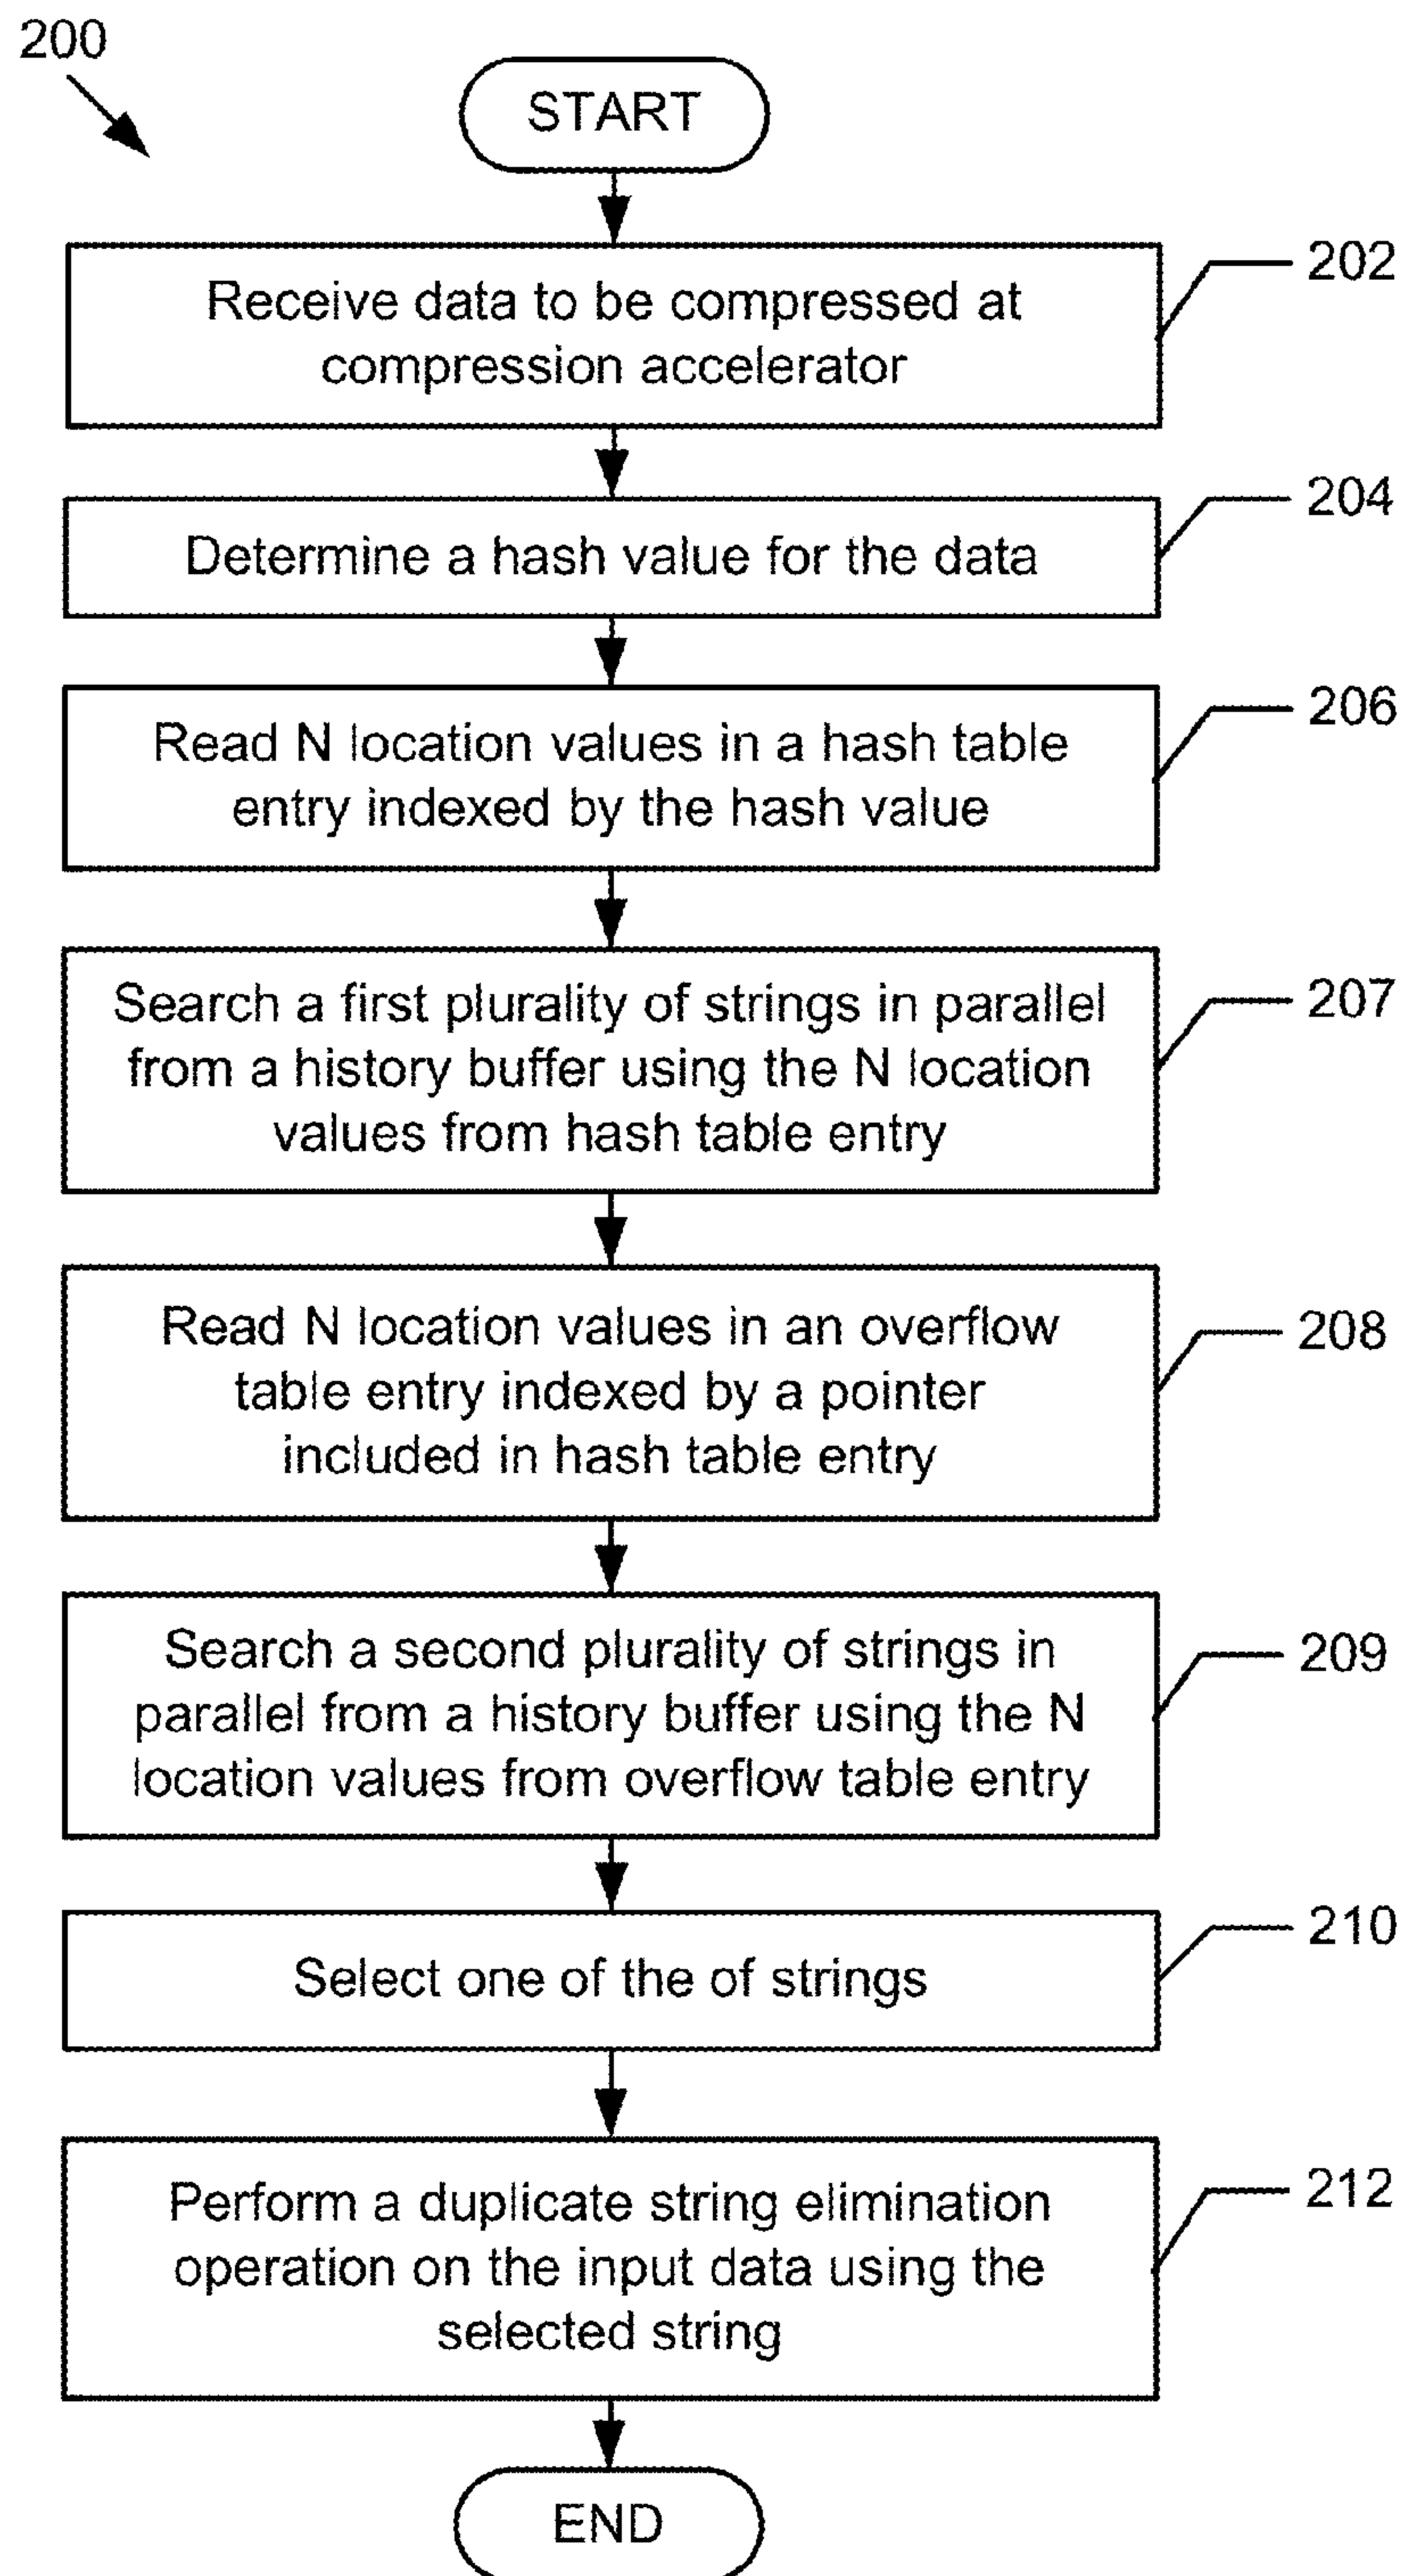 200
START
202
Receive data to be compressed at
compression accelerator
204
Determine a hash value for the data
206
Read N location values in a hash table
entry indexed by the hash value
207
Search a first plurality of strings in parallel
from a history buffer using the N location
values from hash table entry
208
Read N location values in an overflow
table entry indexed by a pointer
included in hash table entry
209
Search a second plurality of strings in
parallel from a history buffer using the N
location values from overflow table entry
210
Select one of the of strings
212
Perform a duplicate string elimination
operation on the input data using the
selected string
END